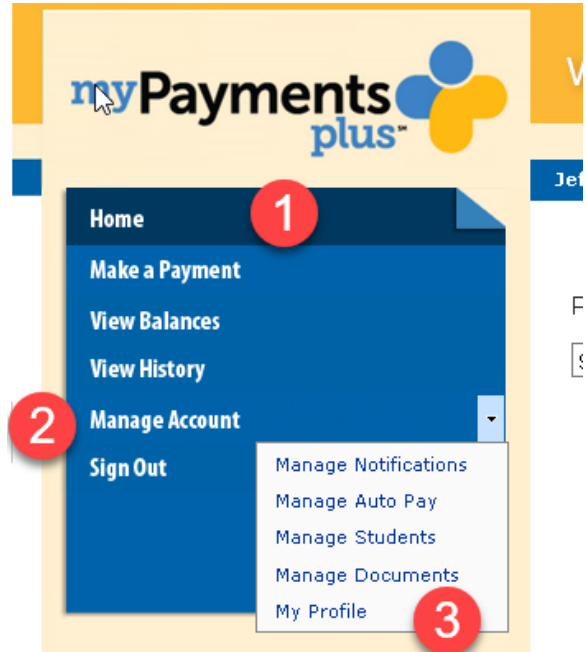 myPayments
plus℠
Home
1
Make a Payment
View Balances
View History
2
Manage Account
Sign Out
Manage Notifications
Manage Auto Pay
Manage Students
Manage Documents
My Profile
3